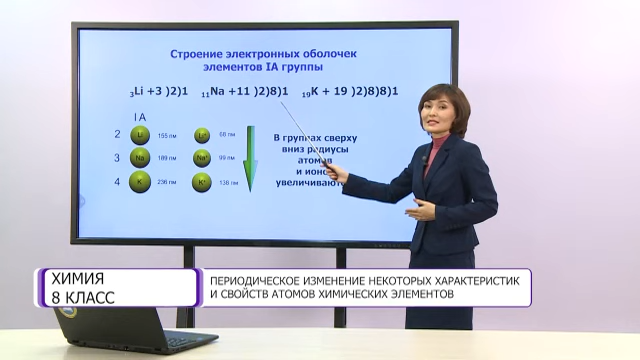 Строение электронных оболочек
элементов IA группы
₃Li +3 )2)1 ₁₁Na +11 )2)8)1 ₁₉K + 19 )2)8)8)1
I A
2 Li 155 пм Li⁺ 68 пм
3 Na 189 пм Na⁺ 99 пм
4 K 236 пм K⁺ 138 пм
В группах сверху
вниз радиусы
атомов
и ионов
увеличиваются
ХИМИЯ
8 КЛАСС
ПЕРИОДИЧЕСКОЕ ИЗМЕНЕНИЕ НЕКОТОРЫХ ХАРАКТЕРИСТИК
И СВОЙСТВ АТОМОВ ХИМИЧЕСКИХ ЭЛЕМЕНТОВ